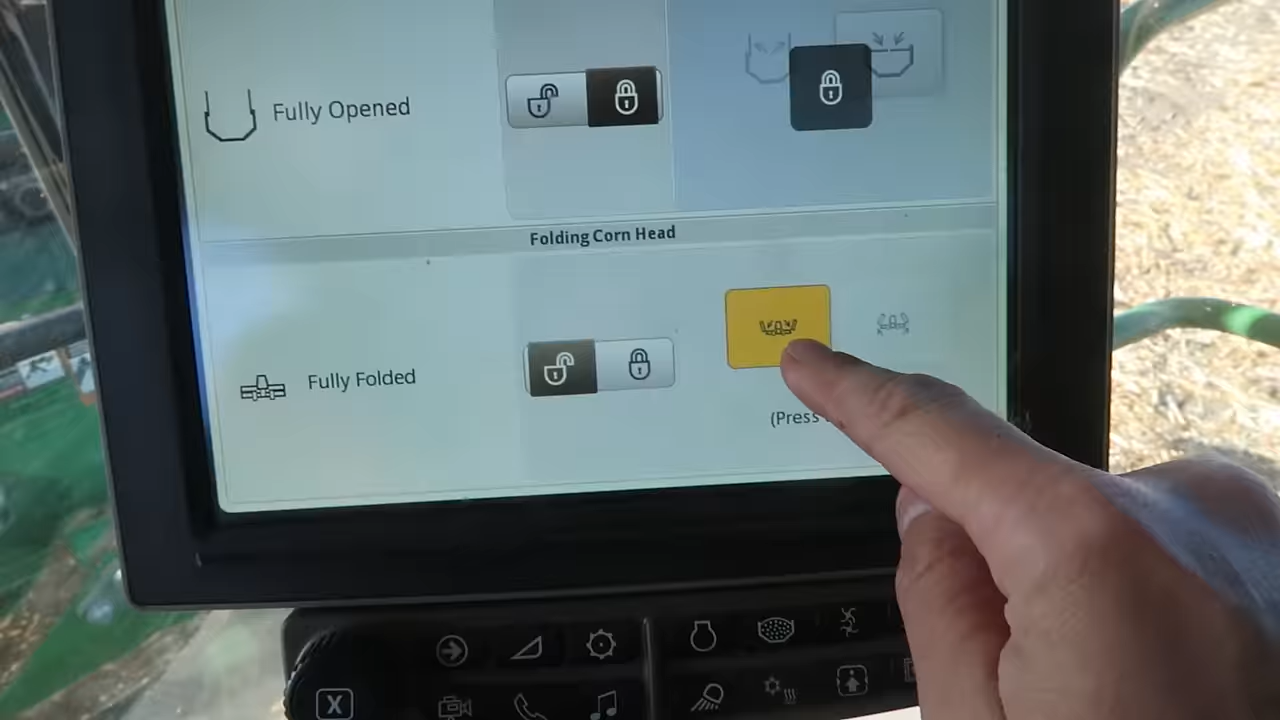 Fully Opened
Folding Corn Head
Fully Folded
(Press
X